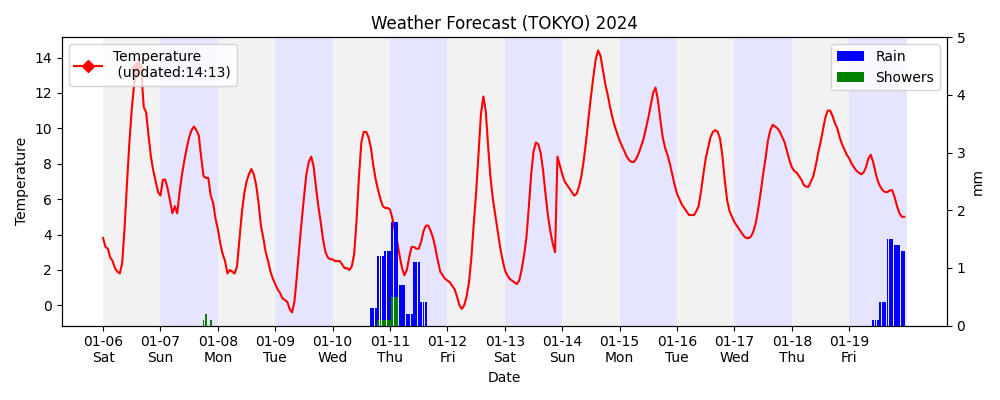 Weather Forecast (TOKYO) 2024
Temperature
(updated:14:13)
Rain
Showers
Temperature
14
12
10
8
6
4
2
0
5
4
3
2
1
0
mm
01-06 01-07 01-08 01-09 01-10 01-11 01-12 01-13 01-14 01-15 01-16 01-17 01-18 01-19
Sat Sun Mon Tue Wed Thu Fri Sat Sun Mon Tue Wed Thu Fri
Date